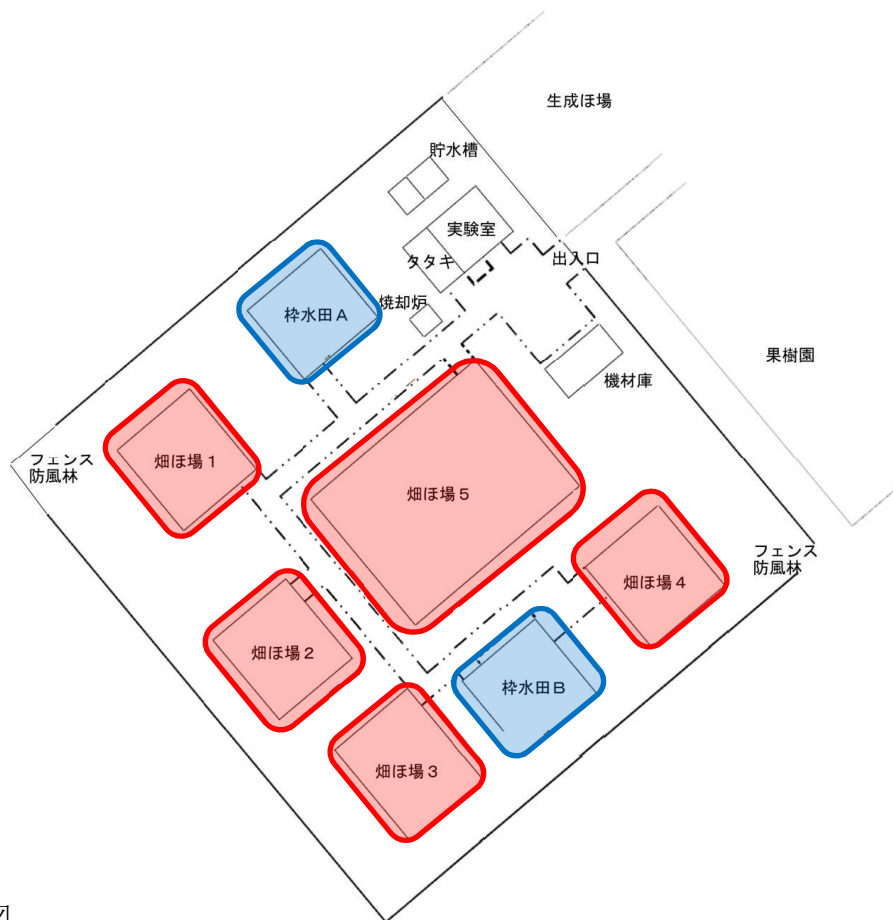 生成ほ場
貯水槽
実験室
タタキ
出入口
枠水田A
焼却炉
果樹園
機材庫
フェンス
防風林
畑ほ場1
畑ほ場5
フェンス
防風林
畑ほ場4
畑ほ場2
枠水田B
畑ほ場3